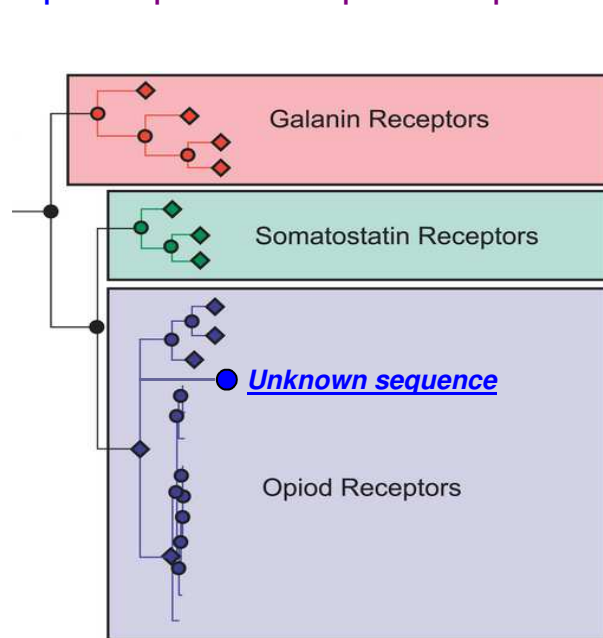 Galanin Receptors
Somatostatin Receptors
Unknown sequence
Opiod Receptors